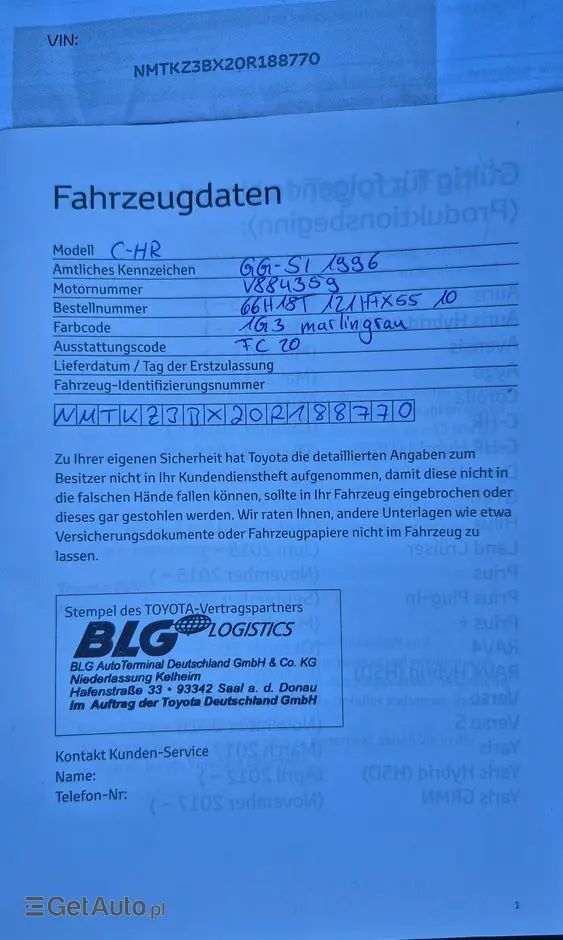 VIN:
NMTKZ3BX20R188770
Fahrzeugdaten
Modell C-HR
Amtliches Kennzeichen GG-SI 1996
Motornummer V884359
Bestellnummer 66H18T 121HFX55 10
Farbcode 1G3 marlingrau
Ausstattungscode FC 20
Lieferdatum / Tag der Erstzulassung
Fahrzeug-Identifizierungsnummer
NMTKZ3BX20R188770
Zu Ihrer eigenen Sicherheit hat Toyota die detaillierten Angaben zum
Besitzer nicht in Ihr Kundendienstheft aufgenommen, damit diese nicht in
die falschen Hände fallen können, sollte in Ihr Fahrzeug eingebrochen oder
dieses gar gestohlen werden. Wir raten Ihnen, andere Unterlagen wie etwa
Versicherungsdokumente oder Fahrzeugpapiere nicht im Fahrzeug zu
lassen.
Stempel des TOYOTA-Vertragspartners
BLG LOGISTICS
BLG AutoTerminal Deutschland GmbH & Co. KG
Niederlassung Kelheim
Hafenstraße 33 • 93342 Saal a. d. Donau
Im Auftrag der Toyota Deutschland GmbH
Kontakt Kunden-Service
Name:
Telefon-Nr:
1
GetAuto.pl